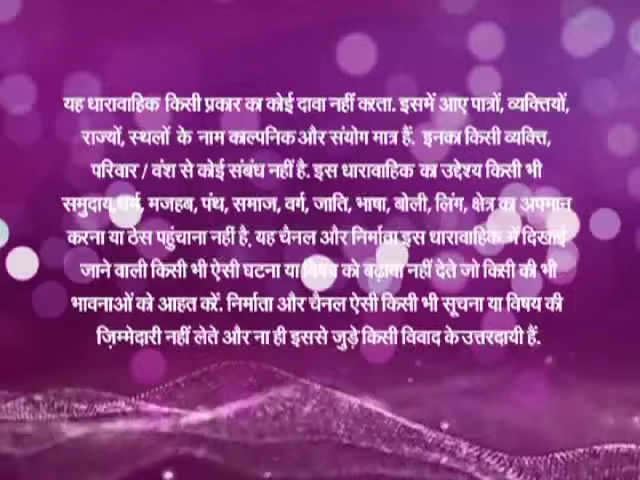 यह धारावाहिक किसी प्रकार का कोई दावा नहीं करता. इसमें आए पात्रों, व्यक्तियों,
राज्यों, स्थलों के नाम काल्पनिक और संयोग मात्र हैं. इनका किसी व्यक्ति,
परिवार / वंश से कोई संबंध नहीं है. इस धारावाहिक का उद्देश्य किसी भी
समुदाय,धर्म, मजहब, पंथ, समाज, वर्ग, जाति, भाषा, बोली, लिंग, क्षेत्र का अपमान
करना या ठेस पहुंचाना नहीं है, यह चैनल और निर्माता इस धारावाहिक में दिखाई
जाने वाली किसी भी ऐसी घटना या विषय को बढ़ावा नहीं देते जो किसी की भी
भावनाओं को आहत करें. निर्माता और चैनल ऐसी किसी भी सूचना या विषय की
ज़िम्मेदारी नहीं लेते और ना ही इससे जुड़े किसी विवाद के उत्तरदायी हैं.